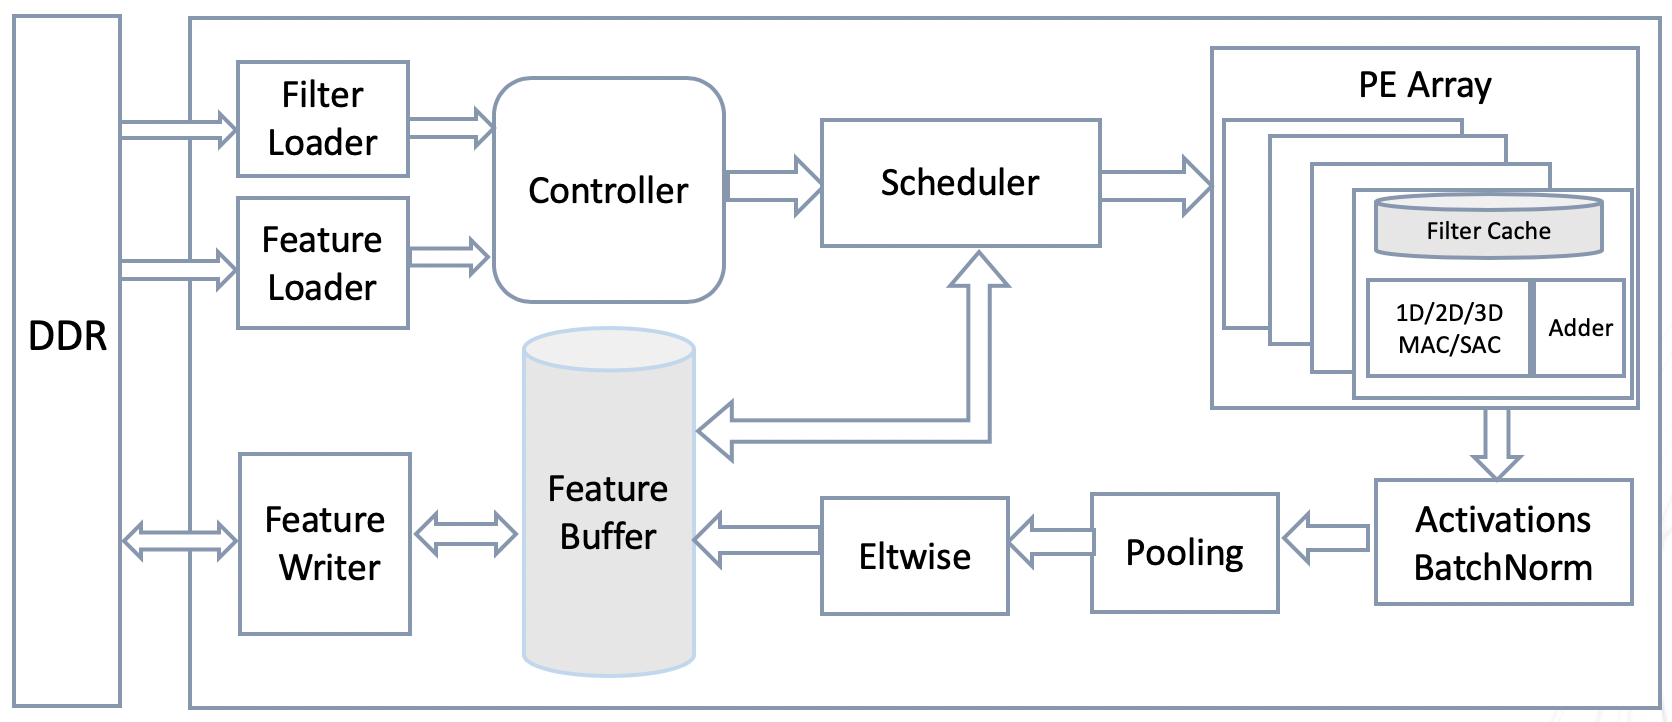 DDR
Filter
Loader
Feature
Loader
Controller
Scheduler
PE Array
Filter Cache
1D/2D/3D
MAC/SAC
Adder
Feature
Writer
Feature
Buffer
Eltwise
Pooling
Activations
BatchNorm